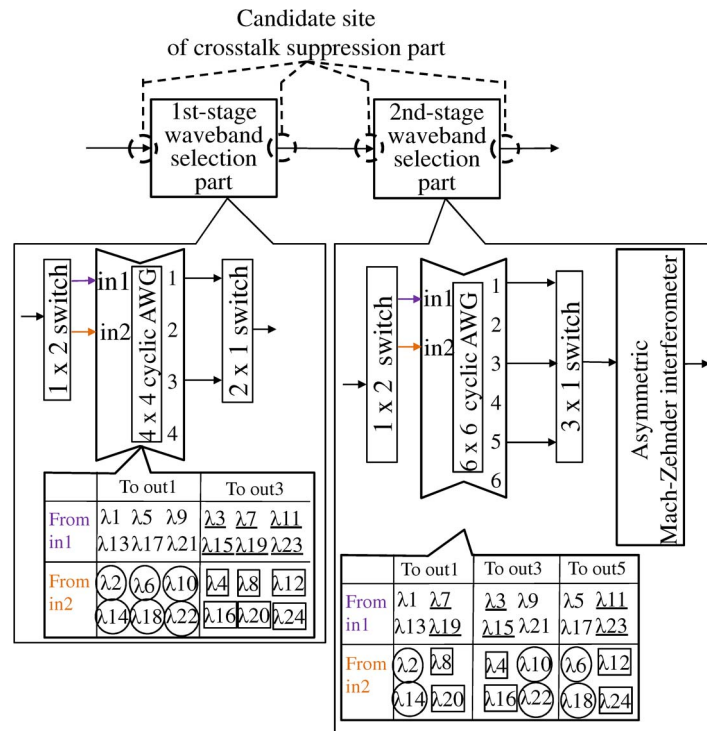 Candidate site
of crosstalk suppression part
1st-stage
waveband
selection
part
2nd-stage
waveband
selection
part
1 x 2 switch
in1
in2
4 x 4 cyclic AWG
1
2
3
4
2 x 1 switch
To out1 To out3
From in1
λ1 λ5 λ9 λ3 λ7 λ11
λ13 λ17 λ21 λ15 λ19 λ23
From in2
λ2 λ6 λ10 λ4 λ8 λ12
λ14 λ18 λ22 λ16 λ20 λ24
1 x 2 switch
in1
in2
6 x 6 cyclic AWG
1
2
3
4
5
6
3 x 1 switch
Asymmetric
Mach-Zehnder interferometer
To out1 To out3 To out5
From in1
λ1 λ7 λ3 λ9 λ5 λ11
λ13 λ19 λ15 λ21 λ17 λ23
From in2
λ2 λ8 λ4 λ10 λ6 λ12
λ14 λ20 λ16 λ22 λ18 λ24